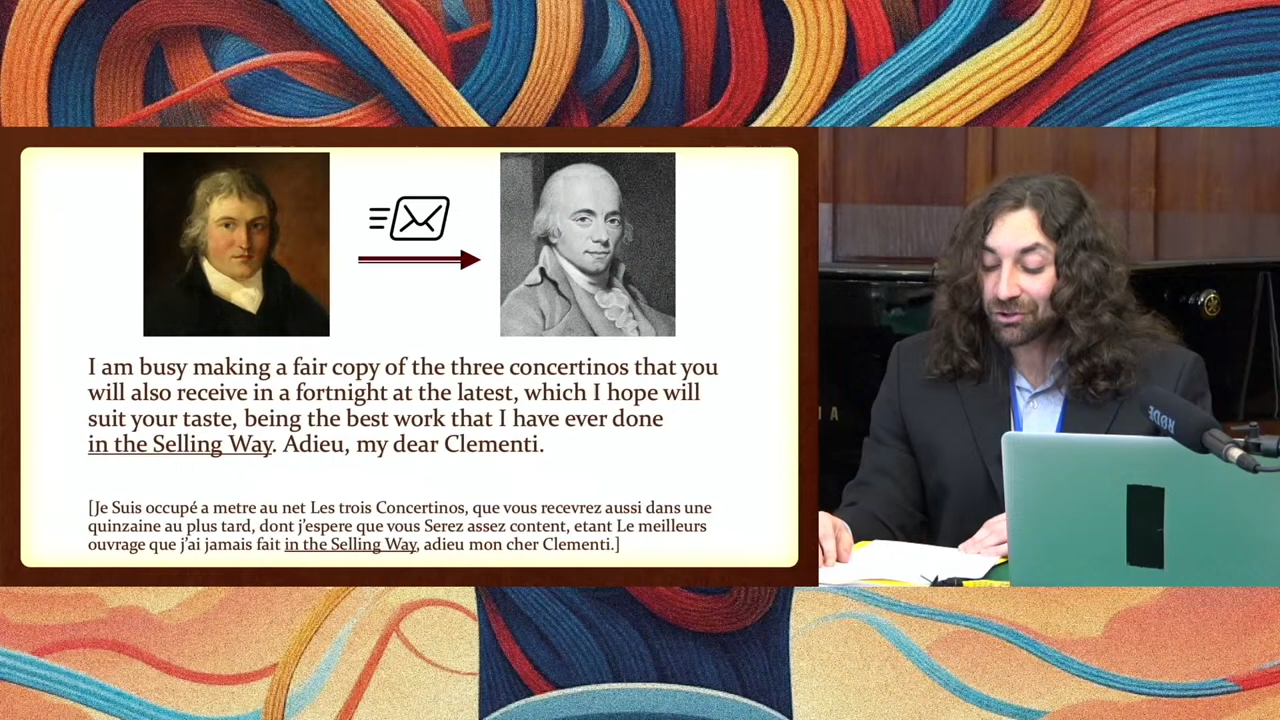 I am busy making a fair copy of the three concertinos that you
will also receive in a fortnight at the latest, which I hope will
suit your taste, being the best work that I have ever done
in the Selling Way. Adieu, my dear Clementi.
[Je Suis occupé a metre au net Les trois Concertinos, que vous recevrez aussi dans une
quinzaine au plus tard, dont j'espere que vous Serez assez content, etant Le meilleurs
ouvrage que j'ai jamais fait in the Selling Way, adieu mon cher Clementi.]
RØDE